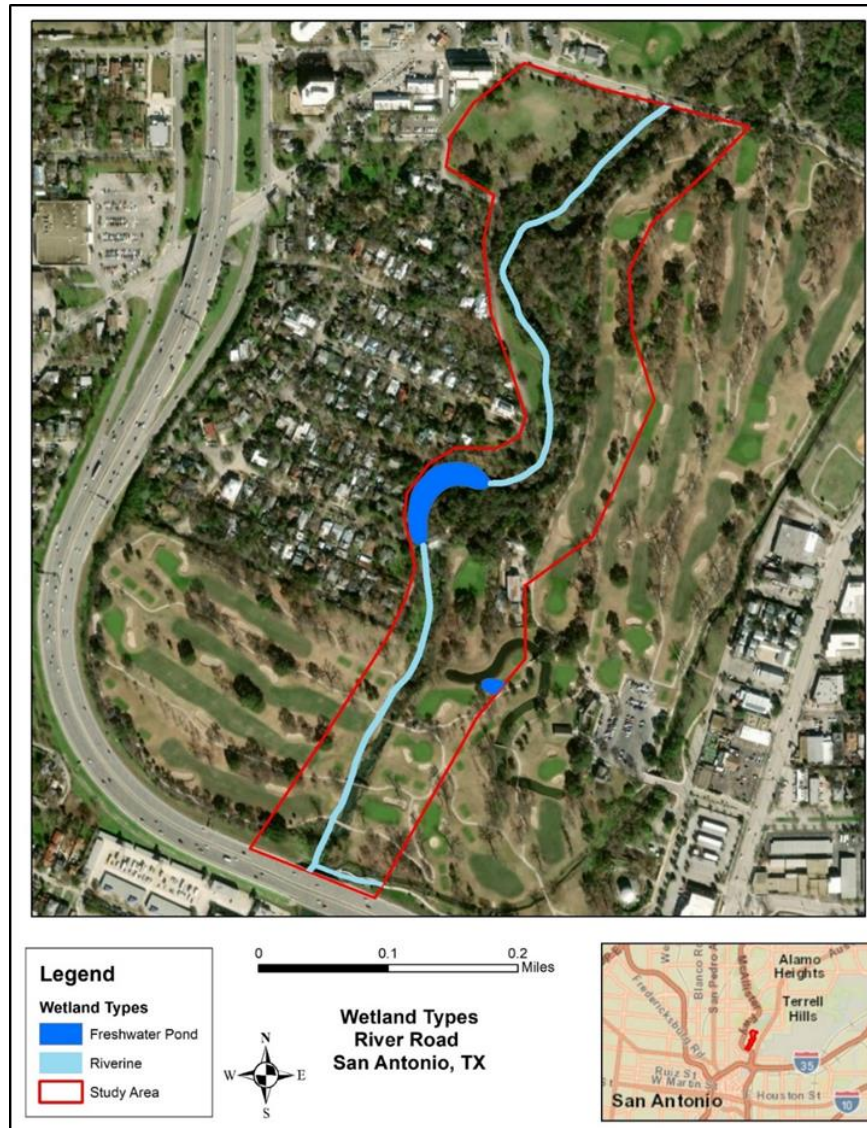 Legend
Wetland Types
Freshwater Pond
Riverine
Study Area
0
0.1
0.2
Miles
Wetland Types
River Road
San Antonio, TX
N
W
E
S
Blanco Rd
San Pedro A
McAllister Fwy
Aus
Alamo
Heights
Terrell
Hills
Fredericksburg Rd
35
Ruiz St
W Martin St
E Houston St
San Antonio
10